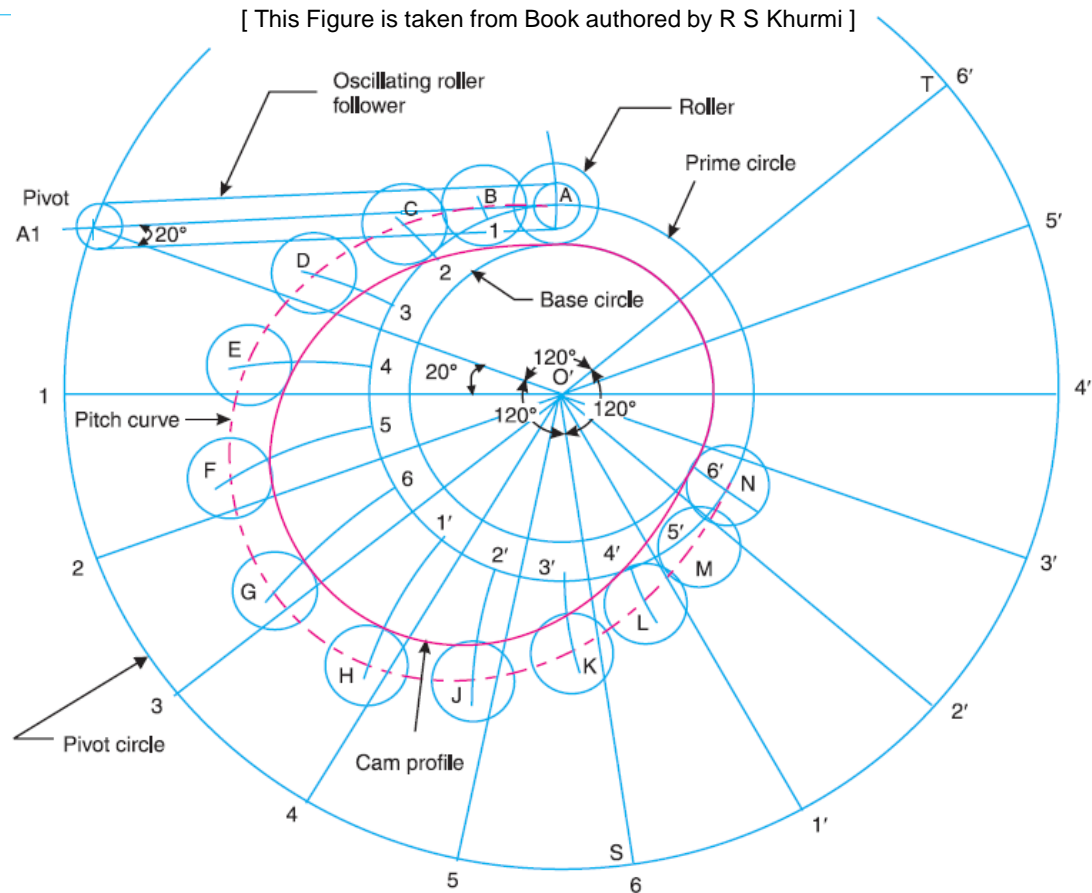 [ This Figure is taken from Book authored by R S Khurmi ]
T
6′
Oscillating roller
follower
Roller
Prime circle
Pivot
A1
20°
C
B
A
1
5′
D
2
Base circle
3
E
4
20°
120°
O′
120°
120°
1
4′
Pitch curve
5
F
6
6′
N
1′
5′
2′
3′
4′
M
2
3′
G
L
H
J
K
3
2′
Pivot circle
Cam profile
4
1′
S
5
6